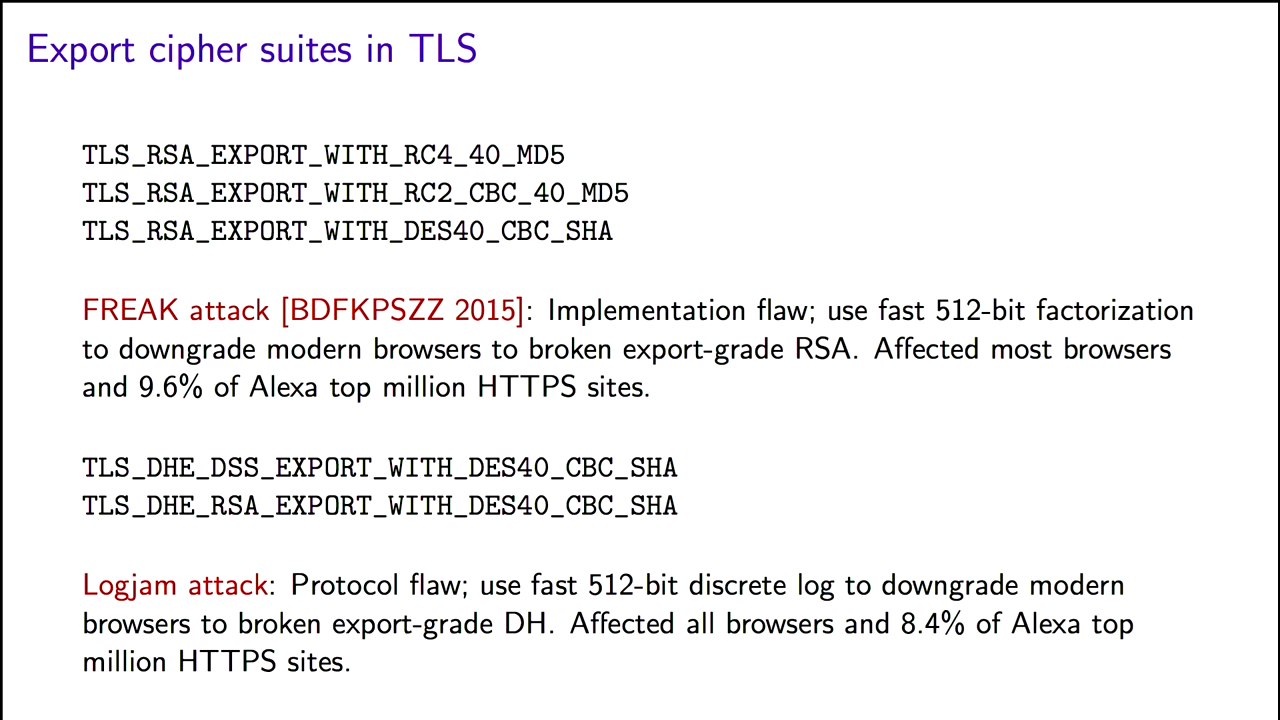 Export cipher suites in TLS
TLS_RSA_EXPORT_WITH_RC4_40_MD5
TLS_RSA_EXPORT_WITH_RC2_CBC_40_MD5
TLS_RSA_EXPORT_WITH_DES40_CBC_SHA
FREAK attack [BDFKPSZZ 2015]: Implementation flaw; use fast 512-bit factorization
to downgrade modern browsers to broken export-grade RSA. Affected most browsers
and 9.6% of Alexa top million HTTPS sites.
TLS_DHE_DSS_EXPORT_WITH_DES40_CBC_SHA
TLS_DHE_RSA_EXPORT_WITH_DES40_CBC_SHA
Logjam attack: Protocol flaw; use fast 512-bit discrete log to downgrade modern
browsers to broken export-grade DH. Affected all browsers and 8.4% of Alexa top
million HTTPS sites.